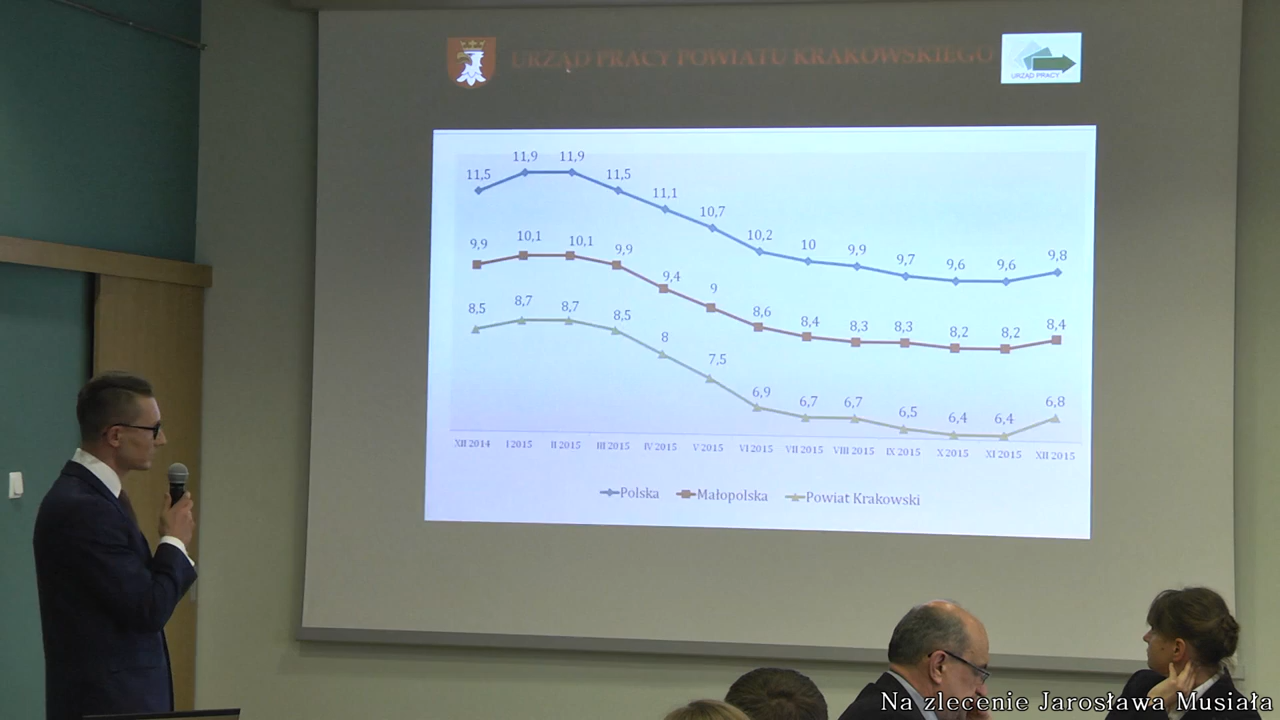 URZĄD PRACY POWIATU KRAKOWSKIEGO
URZĄD PRACY
11,5 11,9 11,9 11,5 11,1 10,7 10,2 10 9,9 9,7 9,6 9,6 9,8
9,9 10,1 10,1 9,9 9,4 9 8,6 8,4 8,3 8,3 8,2 8,2 8,4
8,5 8,7 8,7 8,5 8 7,5 6,9 6,7 6,7 6,5 6,4 6,4 6,8
XII 2014 I 2015 II 2015 III 2015 IV 2015 V 2015 VI 2015 VII 2015 VIII 2015 IX 2015 X 2015 XI 2015 XII 2015
Polska Małopolska Powiat Krakowski
Na zlecenie Jarosława Musiała